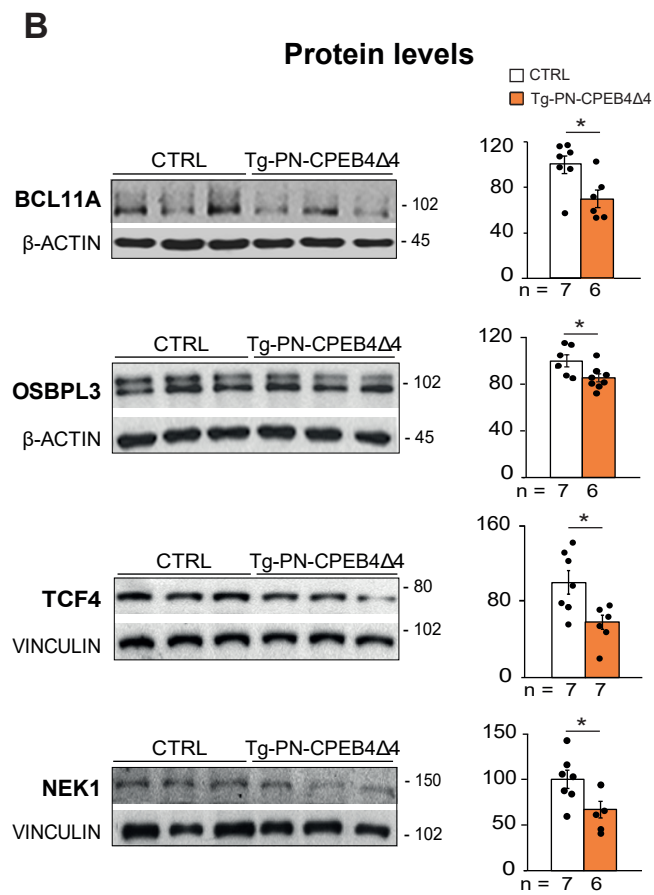 B
Protein levels
CTRL
Tg-PN-CPEB4Δ4
CTRL Tg-PN-CPEB4Δ4
BCL11A - 102
β-ACTIN - 45
*
120
80
40
0
n = 7 6
CTRL Tg-PN-CPEB4Δ4
OSBPL3 - 102
β-ACTIN - 45
*
120
80
40
0
n = 7 6
CTRL Tg-PN-CPEB4Δ4
TCF4 - 80
VINCULIN - 102
*
160
80
0
n = 7 7
CTRL Tg-PN-CPEB4Δ4
NEK1 - 150
VINCULIN - 102
*
150
100
50
0
n = 7 6